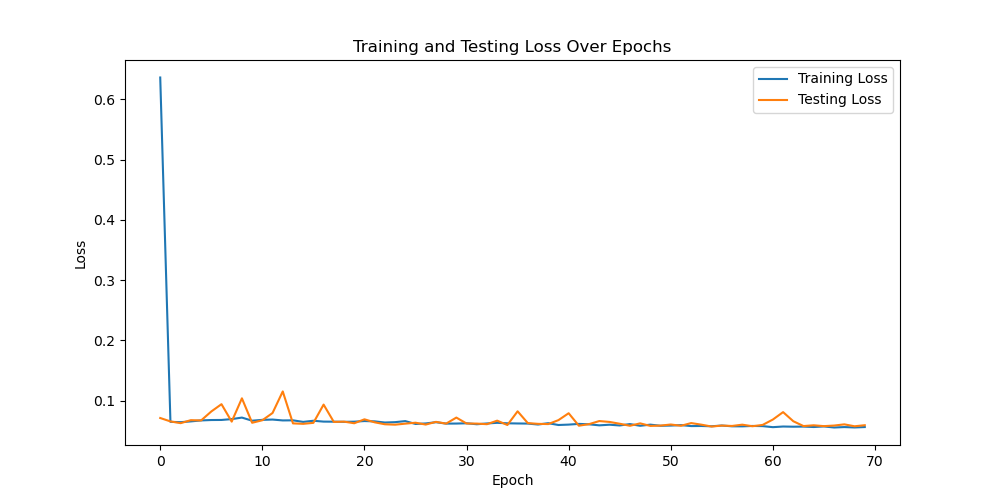 Training and Testing Loss Over Epochs
Training Loss
Testing Loss
0.6
0.5
0.4
0.3
0.2
0.1
Loss
0 10 20 30 40 50 60 70
Epoch